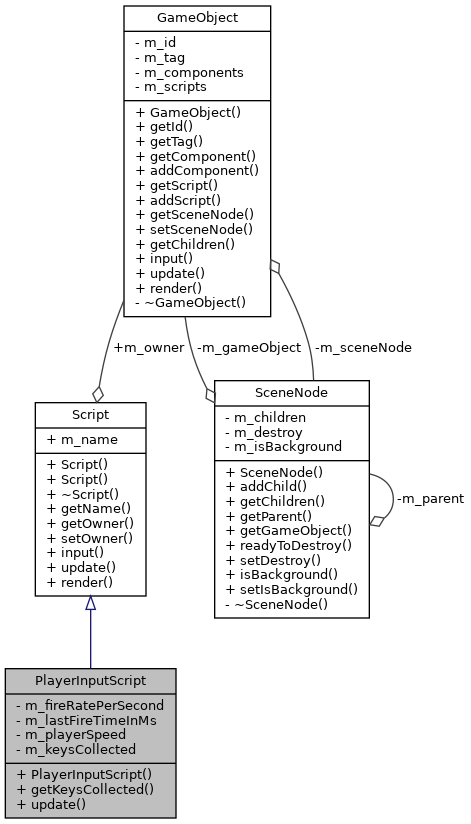 GameObject
- m_id
- m_tag
- m_components
- m_scripts
+ GameObject()
+ getId()
+ getTag()
+ getComponent()
+ addComponent()
+ getScript()
+ addScript()
+ getSceneNode()
+ setSceneNode()
+ getChildren()
+ input()
+ update()
+ render()
- ~GameObject()
+m_owner
-m_gameObject
-m_sceneNode
Script
+ m_name
+ Script()
+ Script()
+ ~Script()
+ getName()
+ getOwner()
+ setOwner()
+ input()
+ update()
+ render()
SceneNode
- m_children
- m_destroy
- m_isBackground
+ SceneNode()
+ addChild()
+ getChildren()
+ getParent()
+ getGameObject()
+ readyToDestroy()
+ setDestroy()
+ isBackground()
+ setIsBackground()
- ~SceneNode()
-m_parent
PlayerInputScript
- m_fireRatePerSecond
- m_lastFireTimeInMs
- m_playerSpeed
- m_keysCollected
+ PlayerInputScript()
+ getKeysCollected()
+ update()